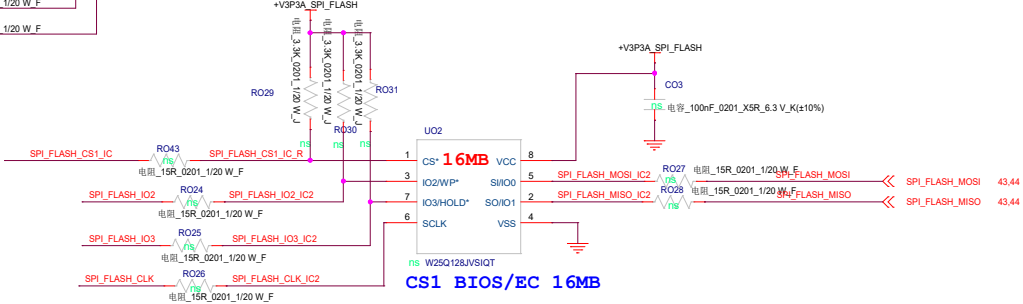 1/20 W_F
1/20 W_F
+V3P3A_SPI_FLASH
电阻_3.3K_0201_1/20 W_J
电阻_3.3K_0201_1/20 W_J
电阻_3.3K_0201_1/20 W_J
RO29
RO30
RO31
ns
ns
ns
+V3P3A_SPI_FLASH
CO3
ns
电容_100nF_0201_X5R_6.3 V_K(±10%)
UO2
16MB
1 CS* VCC 8
3 IO2/WP* SI/IO0 5
7 IO3/HOLD* SO/IO1 2
6 SCLK VSS 4
ns W25Q128JVSIQT
CS1 BIOS/EC 16MB
SPI_FLASH_CS1_IC RO43 ns SPI_FLASH_CS1_IC_R
电阻_15R_0201_1/20 W_F
SPI_FLASH_IO2 RO24 ns SPI_FLASH_IO2_IC2
电阻_15R_0201_1/20 W_F
SPI_FLASH_IO3 RO25 ns SPI_FLASH_IO3_IC2
电阻_15R_0201_1/20 W_F
SPI_FLASH_CLK RO26 ns SPI_FLASH_CLK_IC2
电阻_15R_0201_1/20 W_F
SPI_FLASH_MOSI_IC2 RO27 ns 电阻_15R_0201_1/20 W_F SPI_FLASH_MOSI
SPI_FLASH_MOSI 43,44
SPI_FLASH_MISO_IC2 RO28 ns 电阻_15R_0201_1/20 W_F SPI_FLASH_MISO
SPI_FLASH_MISO 43,44